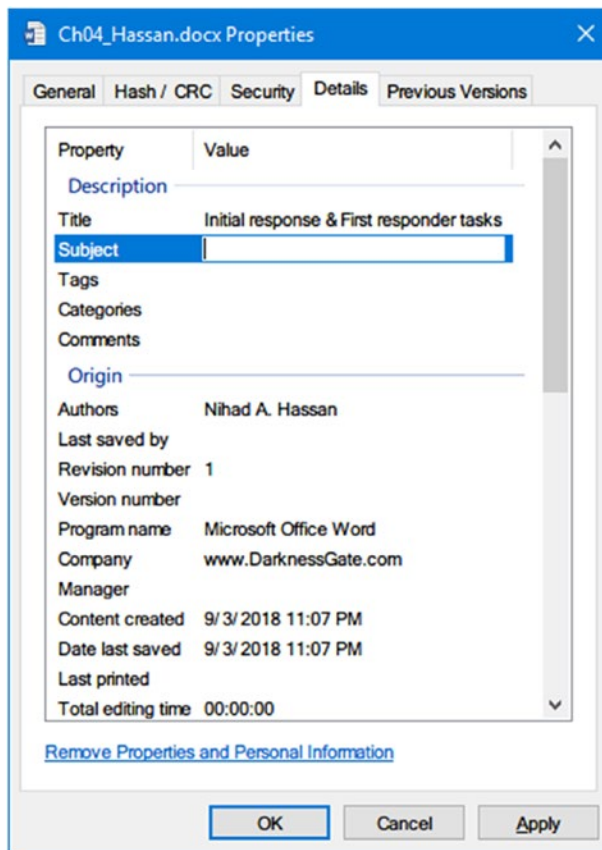 Ch04_Hassan.docx Properties
General Hash / CRC Security Details Previous Versions
Property Value
Description
Title Initial response & First responder tasks
Subject
Tags
Categories
Comments
Origin
Authors Nihad A. Hassan
Last saved by
Revision number 1
Version number
Program name Microsoft Office Word
Company www.DarknessGate.com
Manager
Content created 9/3/2018 11:07 PM
Date last saved 9/3/2018 11:07 PM
Last printed
Total editing time 00:00:00
Remove Properties and Personal Information
OK Cancel Apply